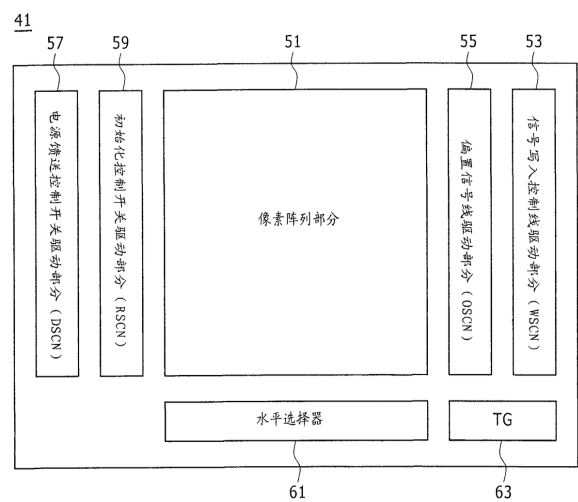 41
57
59
51
55
53
电源馈送控制开关驱动部分(DSCN)
初始化控制开关驱动部分(RSCN)
像素阵列部分
偏置信号线驱动部分(OSCN)
信号写入控制线驱动部分(WSCN)
水平选择器
TG
61
63